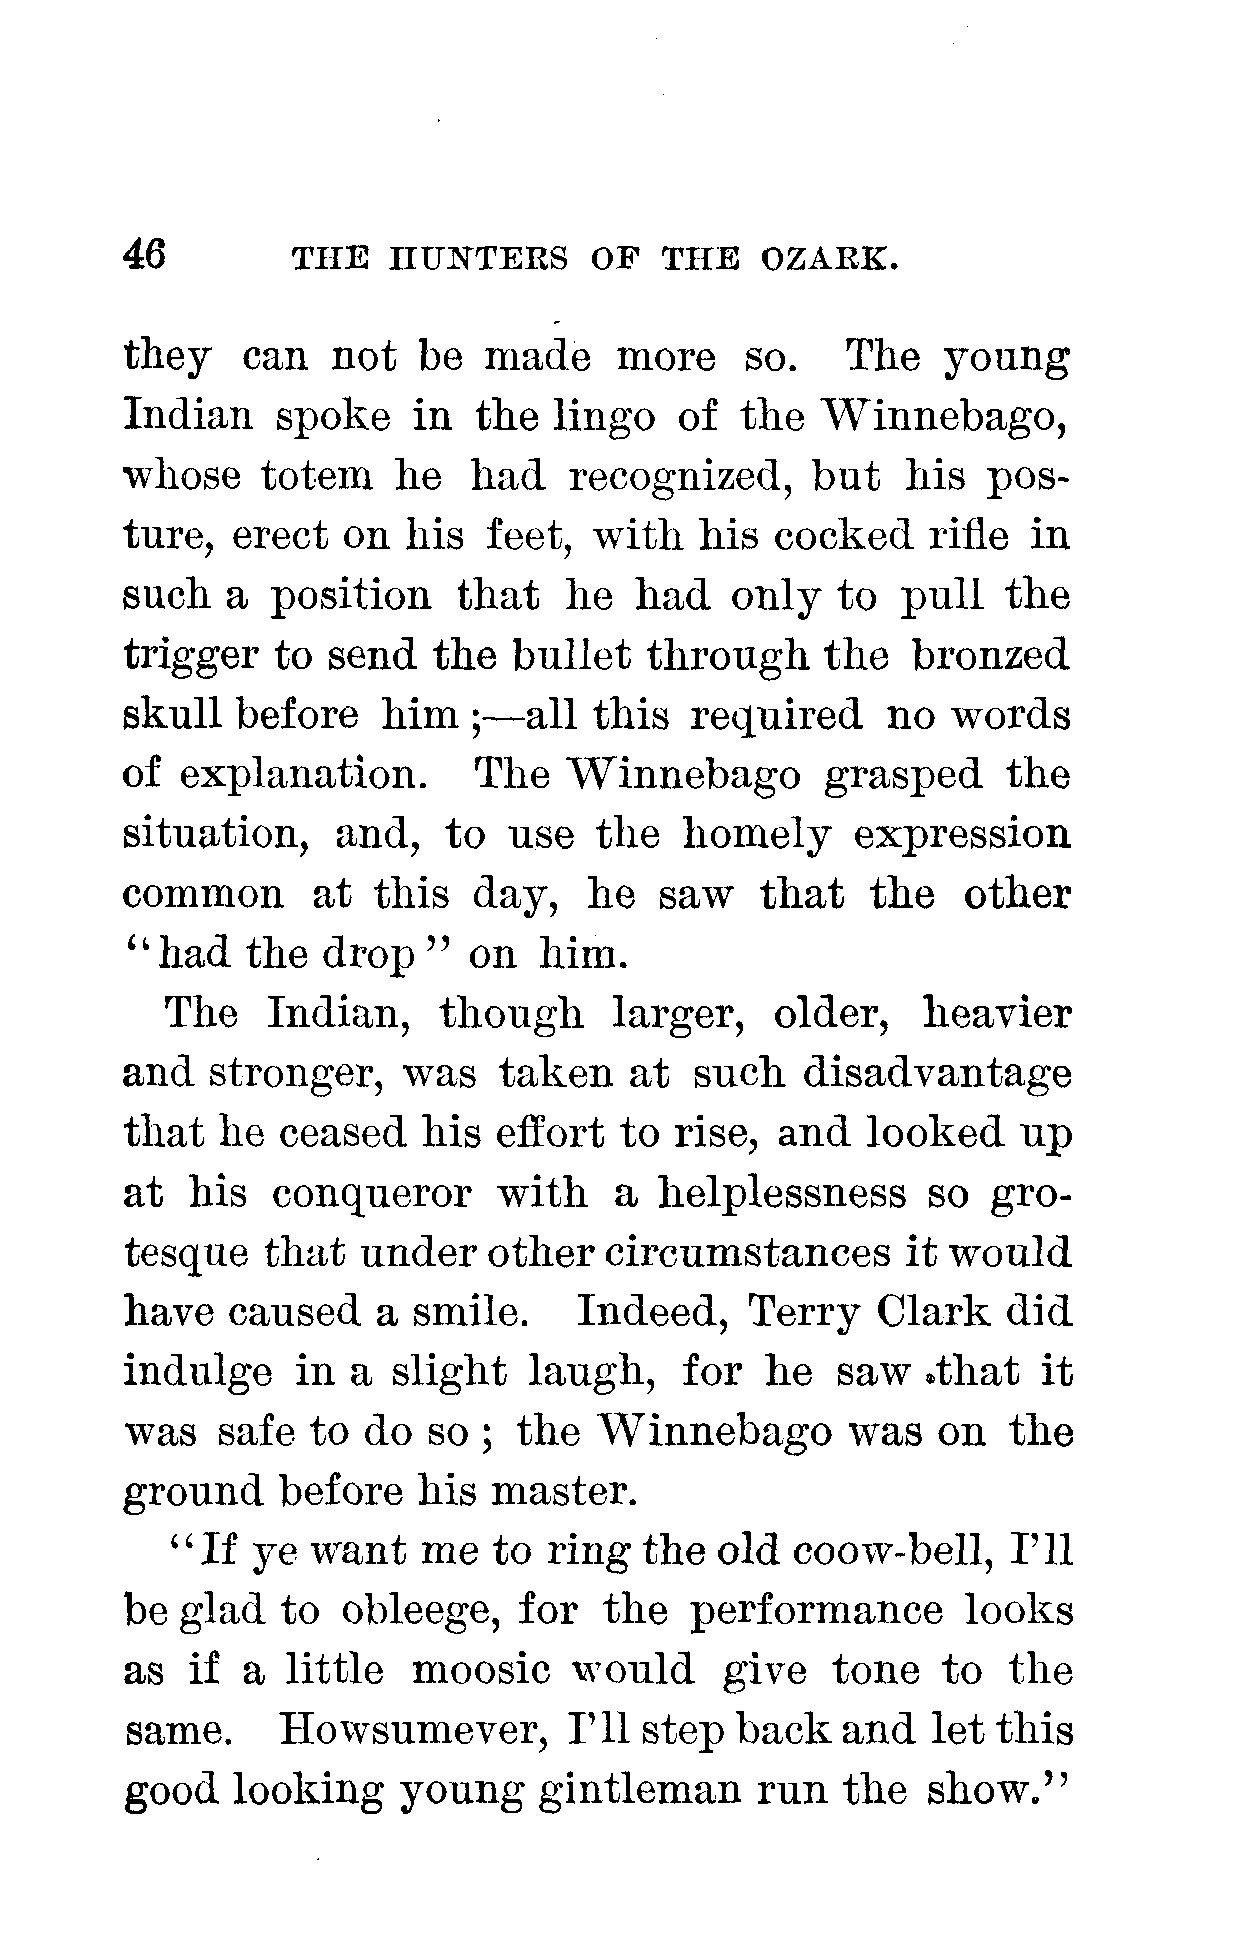 46 THE HUNTERS OF THE OZARK.
they can not be made more so. The young
Indian spoke in the lingo of the Winnebago,
whose totem he had recognized, but his pos-
ture, erect on his feet, with his cocked rifle in
such a position that he had only to pull the
trigger to send the bullet through the bronzed
skull before him ;—all this required no words
of explanation. The Winnebago grasped the
situation, and, to use the homely expression
common at this day, he saw that the other
“had the drop” on him.
The Indian, though larger, older, heavier
and stronger, was taken at such disadvantage
that he ceased his effort to rise, and looked up
at his conqueror with a helplessness so gro-
tesque that under other circumstances it would
have caused a smile. Indeed, Terry Clark did
indulge in a slight laugh, for he saw that it
was safe to do so ; the Winnebago was on the
ground before his master.
“If ye want me to ring the old coow-bell, I’ll
be glad to obleege, for the performance looks
as if a little moosic would give tone to the
same. Howsumever, I’ll step back and let this
good looking young gintleman run the show.”